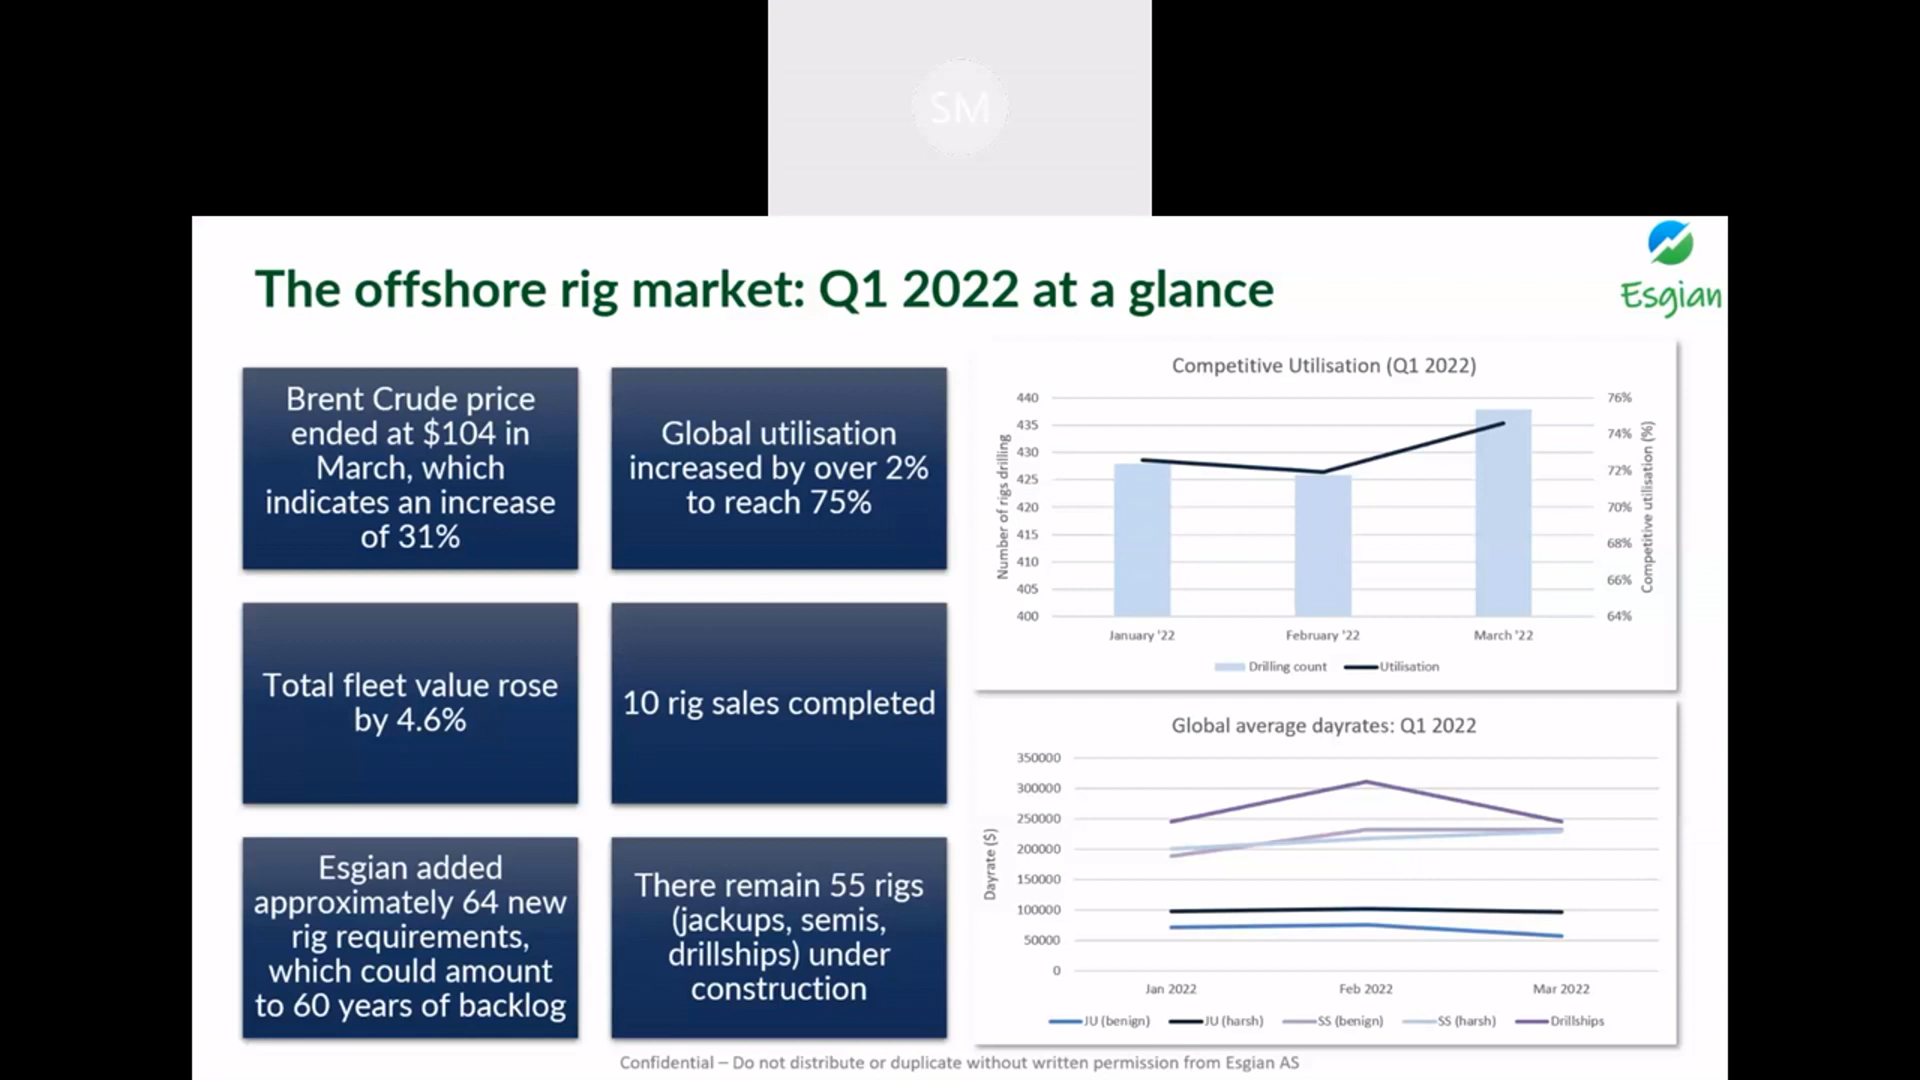 SM
The offshore rig market: Q1 2022 at a glance
Esgian
Brent Crude price
ended at $104 in
March, which
indicates an increase
of 31%
Global utilisation
increased by over 2%
to reach 75%
Total fleet value rose
by 4.6%
10 rig sales completed
Esgian added
approximately 64 new
rig requirements,
which could amount
to 60 years of backlog
There remain 55 rigs
(jackups, semis,
drillships) under
construction
Competitive Utilisation (Q1 2022)
Number of rigs drilling
440
435
430
425
420
415
410
405
400
76%
74%
72%
70%
68%
66%
64%
Competitive utilisation (%)
January '22 February '22 March '22
Drilling count Utilisation
Global average dayrates: Q1 2022
Dayrate ($)
350000
300000
250000
200000
150000
100000
50000
0
Jan 2022 Feb 2022 Mar 2022
JU (benign) JU (harsh) SS (benign) SS (harsh) Drillships
Confidential – Do not distribute or duplicate without written permission from Esgian AS